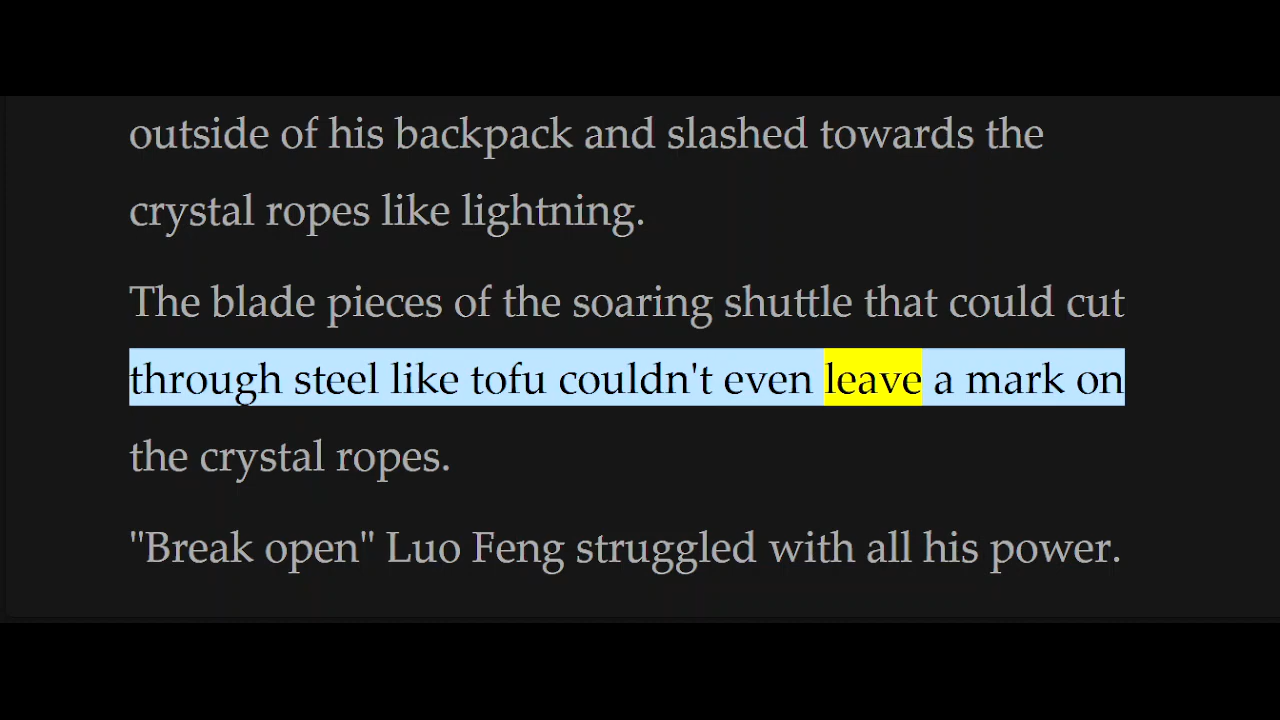 outside of his backpack and slashed towards the
crystal ropes like lightning.
The blade pieces of the soaring shuttle that could cut
through steel like tofu couldn't even leave a mark on
the crystal ropes.
"Break open" Luo Feng struggled with all his power.